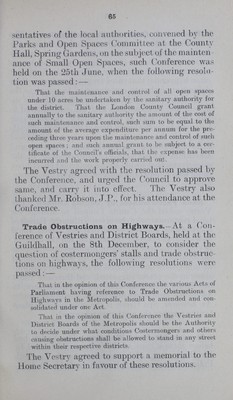 65
sentatives of the local authorities, convened by the
Parks and Open Spaces Committee at the County
Hall, Spring Gardens, on the subject of the mainten-
ance of Small Open Spaces, such Conference was
held on the 25th June, when the following resolu-
tion was passed:—
That the maintenance and control of all open spaces
under 10 acres be undertaken by the sanitary authority for
the district. That the London County Council grant
annually to the sanitary authority the amount of the cost of
such maintenance and control, such sum to be equal to the
amount of the average expenditure per annum for the pre-
ceding three years upon the maintenance and control of such
open spaces; and such annual grant to be subject to a cer-
tificate of the Council's officials, that the expense has been
incurred and the work properly carried out.
The Vestry agreed with the resolution passed by
the Conference, and urged the Council to approve
same, and carry it into effect. The Vestry also
thanked Mr. Robson, J.P., for his attendance at the
Conference.
Trade Obstructions on Highways.—At a Con-
ference of Vestries and District Boards, held at the
Guildhall, on the 8th December, to consider the
question of costermongers' stalls and trade obstruc-
tions on highways, the following resolutions were
passed:—
That in the opinion of this Conference the various Acts of
Parliament having reference to Trade Obstructions on
Highways in the Metropolis, should be amended and con-
solidated under one Act.
That in the opinion of this Conference the Vestries and
District Boards of the Metropolis should be the Authority
to decide under what conditions Costermongers and others
causing obstructions shall be allowed to stand in any street
within their respective districts.
The Vestry agreed to support a memorial to the
Home Secretary in favour of these resolutions.